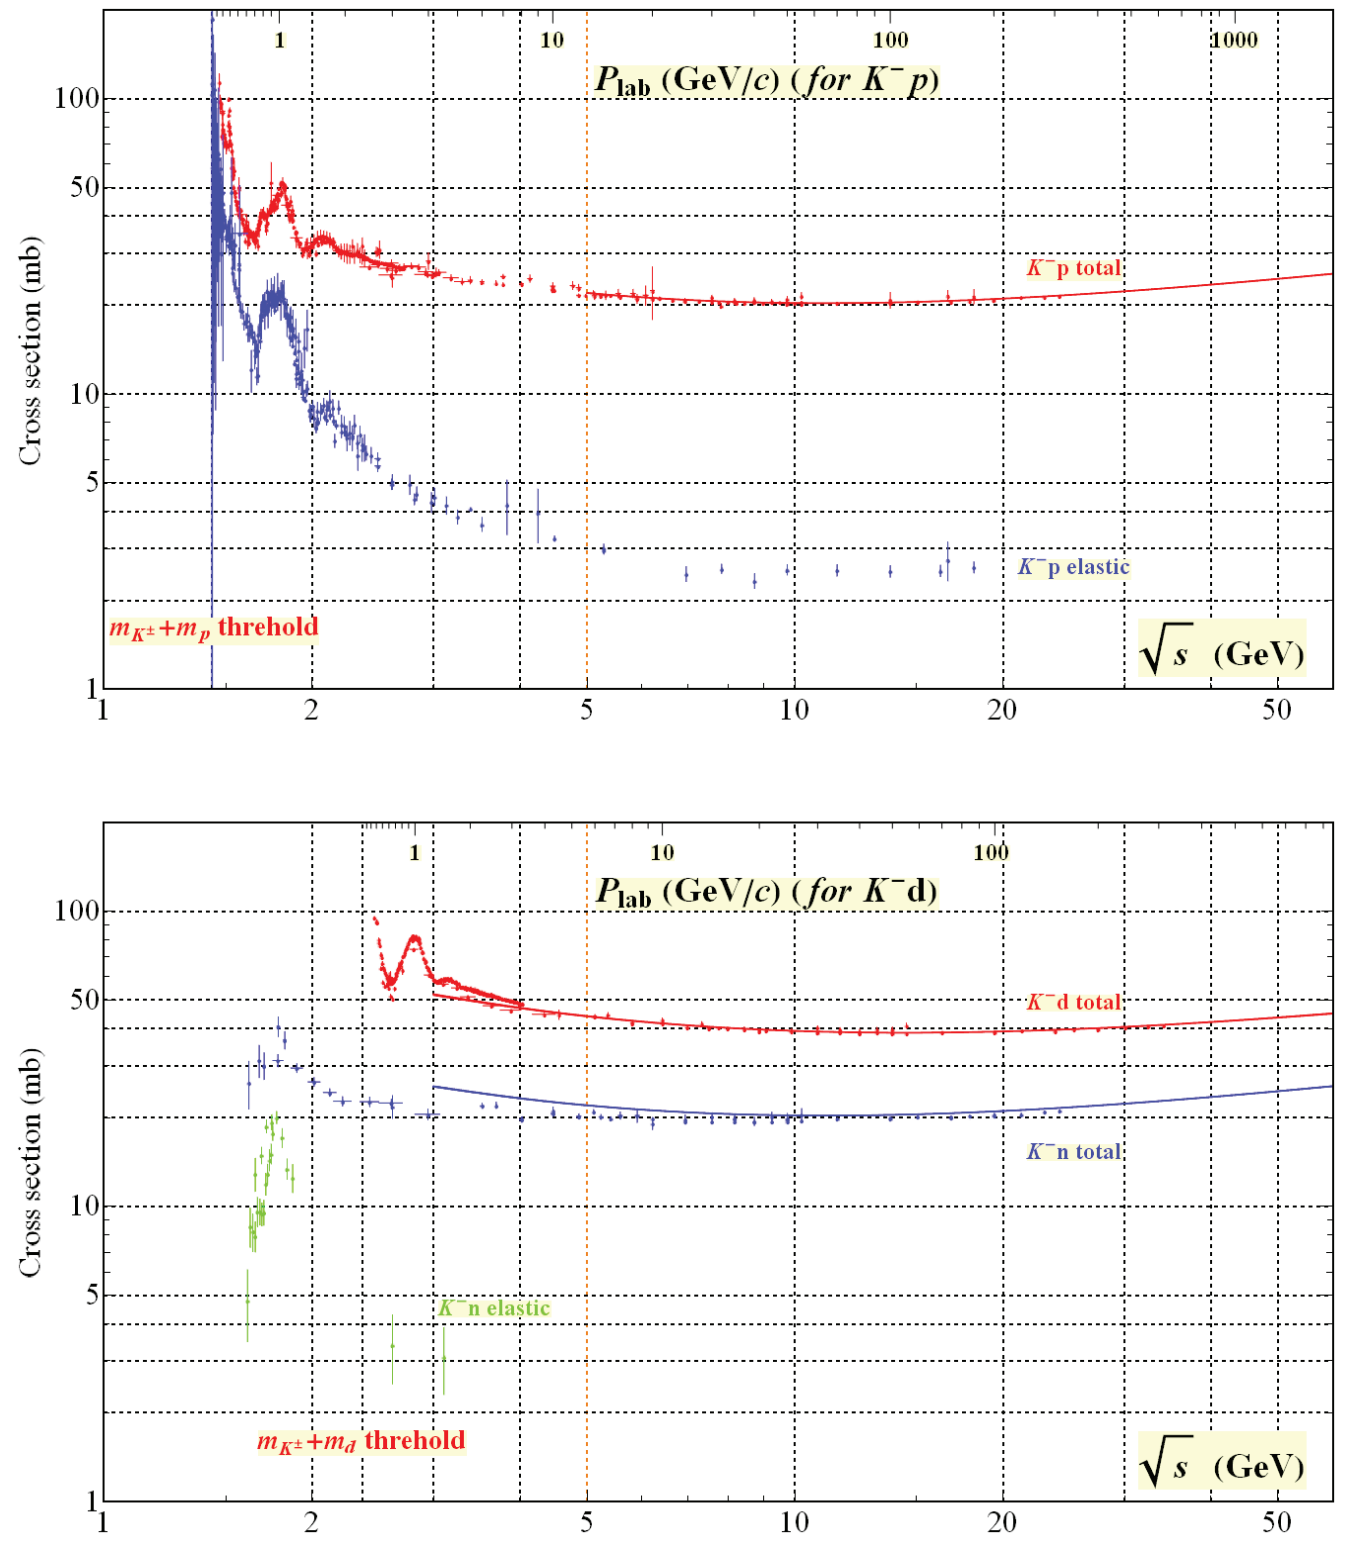 1 10 100 1000
P_lab (GeV/c) (for K⁻ p)
100
50
10
5
1
Cross section (mb)
K⁻p total
K⁻p elastic
m_K± + m_p threhold
√s (GeV)
1 2 5 10 20 50
1 10 100
P_lab (GeV/c) (for K⁻d)
100
50
10
5
1
Cross section (mb)
K⁻d total
K⁻n total
K⁻n elastic
m_K± + m_d threhold
√s (GeV)
1 2 5 10 20 50